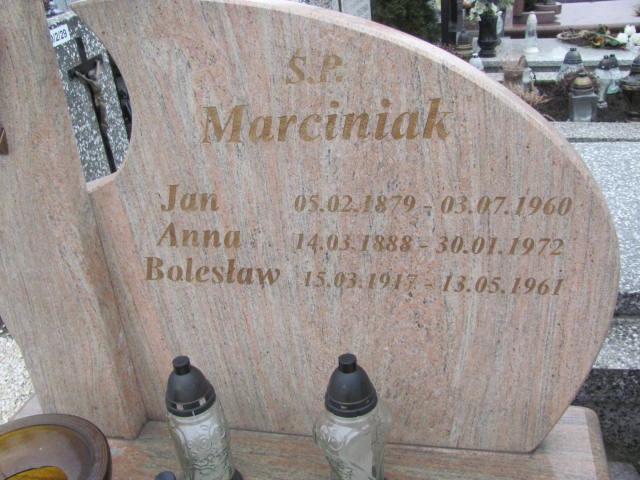 Ś.P.
Marciniak
Jan 05.02.1879 - 03.07.1960
Anna 14.03.1888 - 30.01.1972
Bolesław 15.03.1917 - 13.05.1961